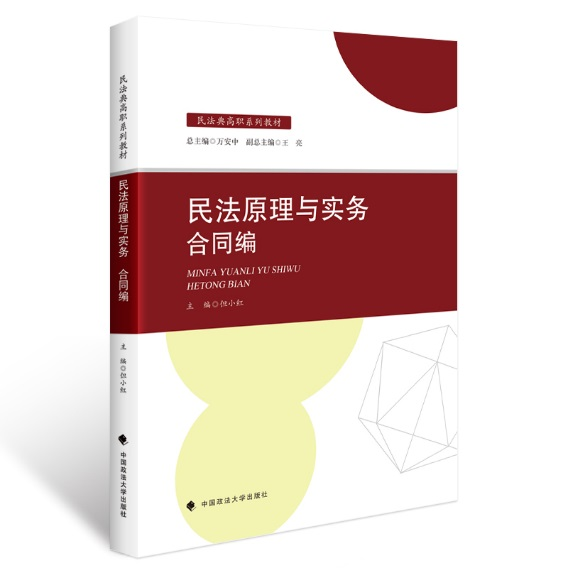 民法典高职系列教材
民法原理与实务 合同编
主 编◎但小红
中国政法大学出版社
民法典高职系列教材
总主编◎万安中 副总主编◎王 亮
民法原理与实务
合同编
MINFA YUANLI YU SHIWU
HETONG BIAN
主 编◎但小红
中国政法大学出版社